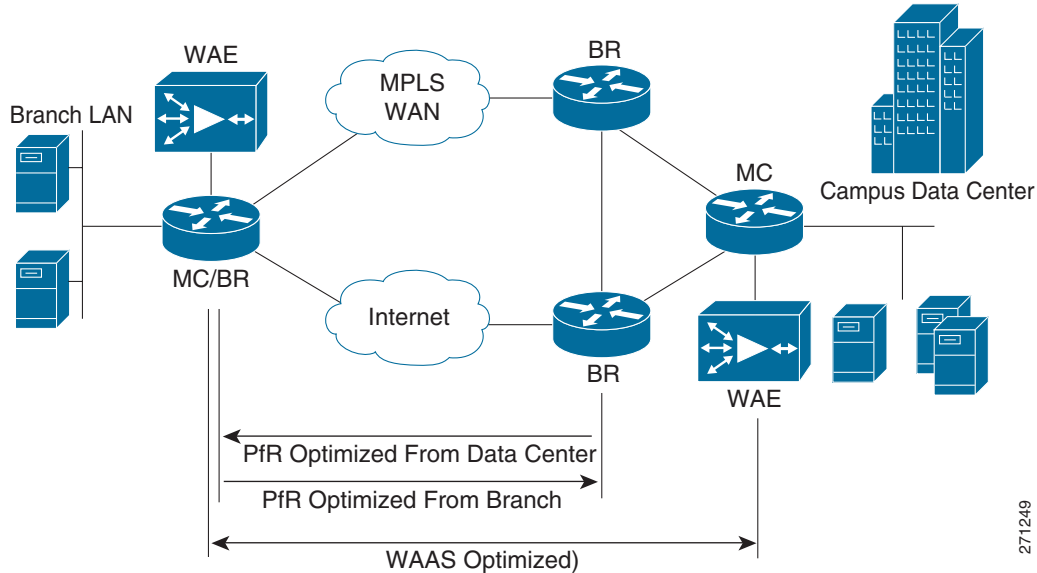 WAE
BR
MPLS
WAN
Branch LAN
MC
Campus Data Center
MC/BR
Internet
BR
WAE
PfR Optimized From Data Center
PfR Optimized From Branch
WAAS Optimized)
271249